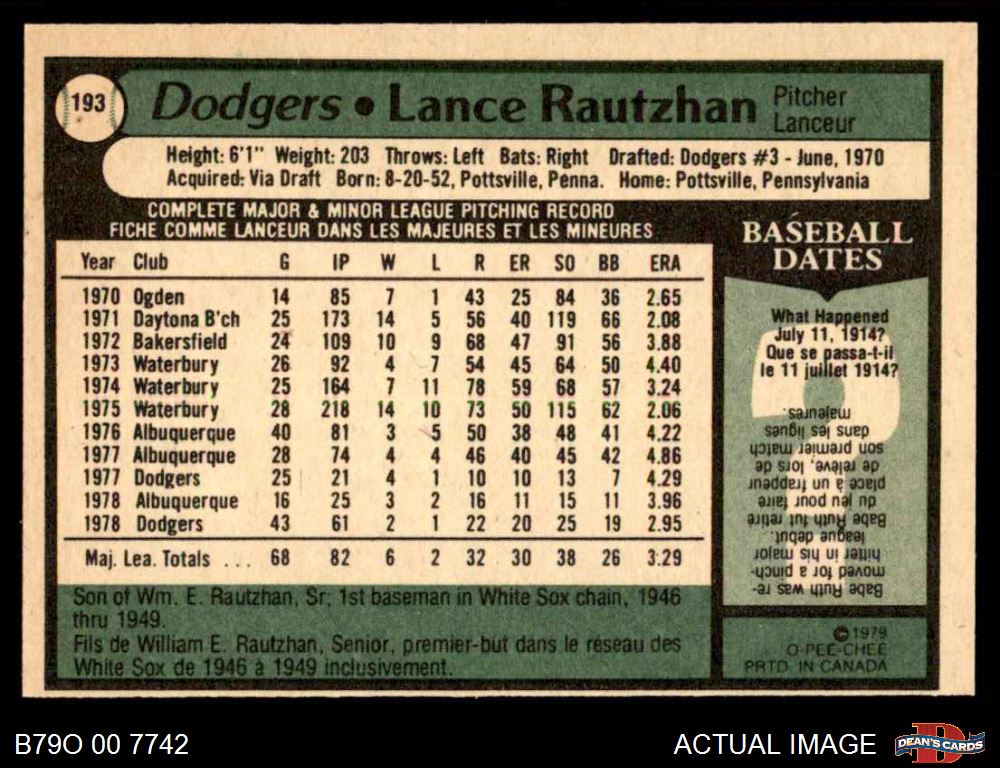 193
Dodgers • Lance Rautzhan Pitcher
Lanceur
Height: 6'1" Weight: 203 Throws: Left Bats: Right Drafted: Dodgers #3 - June, 1970
Acquired: Via Draft Born: 8-20-52, Pottsville, Penna. Home: Pottsville, Pennsylvania
COMPLETE MAJOR & MINOR LEAGUE PITCHING RECORD
FICHE COMME LANCEUR DANS LES MAJEURES ET LES MINEURES
Year Club G IP W L R ER SO BB ERA
1970 Ogden 14 85 7 1 43 25 84 36 2.65
1971 Daytona B'ch 25 173 14 5 56 40 119 66 2.08
1972 Bakersfield 24 109 10 9 68 47 91 56 3.88
1973 Waterbury 26 92 4 7 54 45 64 50 4.40
1974 Waterbury 25 164 7 11 78 59 68 57 3.24
1975 Waterbury 28 218 14 10 73 50 115 62 2.06
1976 Albuquerque 40 81 3 5 50 38 48 41 4.22
1977 Albuquerque 28 74 4 4 46 40 45 42 4.86
1977 Dodgers 25 21 4 1 10 10 13 7 4.29
1978 Albuquerque 16 25 3 2 16 11 15 11 3.96
1978 Dodgers 43 61 2 1 22 20 25 19 2.95
Maj. Lea. Totals ... 68 82 6 2 32 30 38 26 3.29
Son of Wm. E. Rautzhan, Sr; 1st baseman in White Sox chain, 1946
thru 1949.
Fils de William E. Rautzhan, Senior, premier-but dans le réseau des
White Sox de 1946 à 1949 inclusivement.
BASEBALL
DATES
What Happened
July 11, 1914?
Que se passa-t-il
le 11 juillet 1914?
Babe Ruth was re-
moved for a pinch-
hitter in his major
league debut.
Babe Ruth fut retiré
du jeu pour faire
place à un frappeur
de relève, lors de
son premier match
dans les ligues
majeures.
©1979
O-PEE-CHEE
PRTD. IN CANADA
B79O 00 7742
ACTUAL IMAGE
DEAN'S CARDS